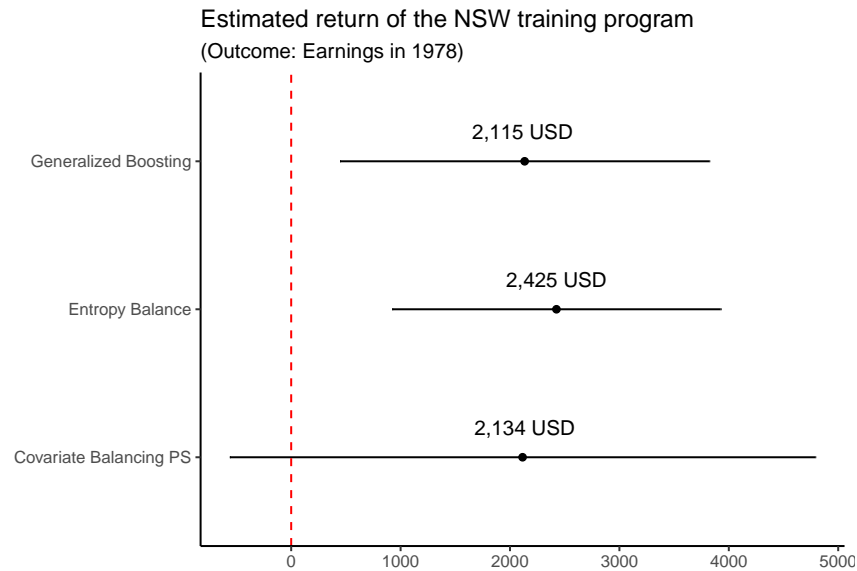 Estimated return of the NSW training program
(Outcome: Earnings in 1978)
2,115 USD
Generalized Boosting
2,425 USD
Entropy Balance
2,134 USD
Covariate Balancing PS
0 1000 2000 3000 4000 5000